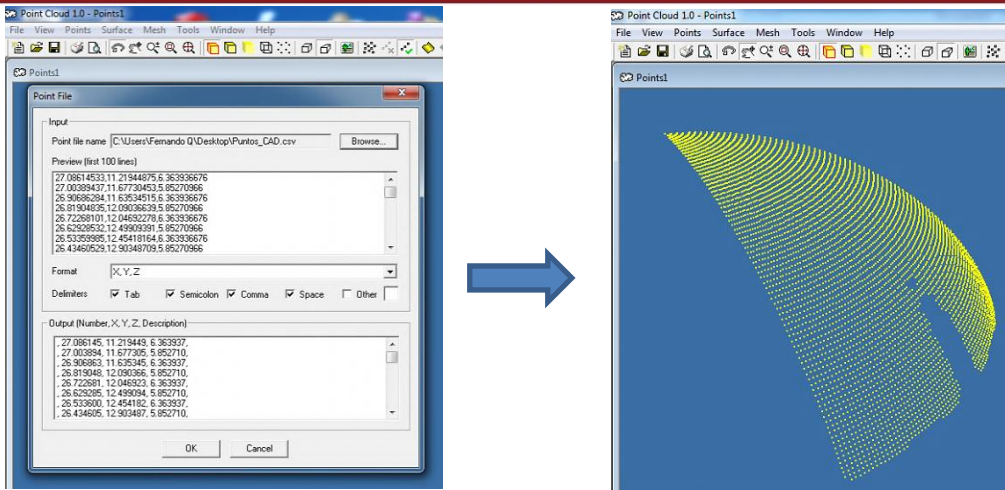 Point Cloud 1.0 - Points1
File View Points Surface Mesh Tools Window Help
Points1
Point File
Input
Point file name C:\Users\Fernando Q\Desktop\Puntos_CAD.csv Browse...
Preview (first 100 lines)
27.08614533,11.21944875,6.363936676
27.00389437,11.67730453,5.85270966
26.90686284,11.63534515,6.363936676
26.81904835,12.09036639,5.85270966
26.72268101,12.04692278,6.363936676
26.62928532,12.49909391,5.85270966
26.53359985,12.45418164,6.363936676
26.43460529,12.90348709,5.85270966
Format X, Y, Z
Delimiters Tab Semicolon Comma Space Other
Output (Number, X, Y, Z, Description)
, 27.086145, 11.219449, 6.363937,
, 27.003894, 11.677305, 5.852710,
, 26.906863, 11.635345, 6.363937,
, 26.819048, 12.090366, 5.852710,
, 26.722681, 12.046923, 6.363937,
, 26.629285, 12.499094, 5.852710,
, 26.533600, 12.454182, 6.363937,
, 26.434605, 12.903487, 5.852710,
OK Cancel
Point Cloud 1.0 - Points1
File View Points Surface Mesh Tools Window Help
Points1